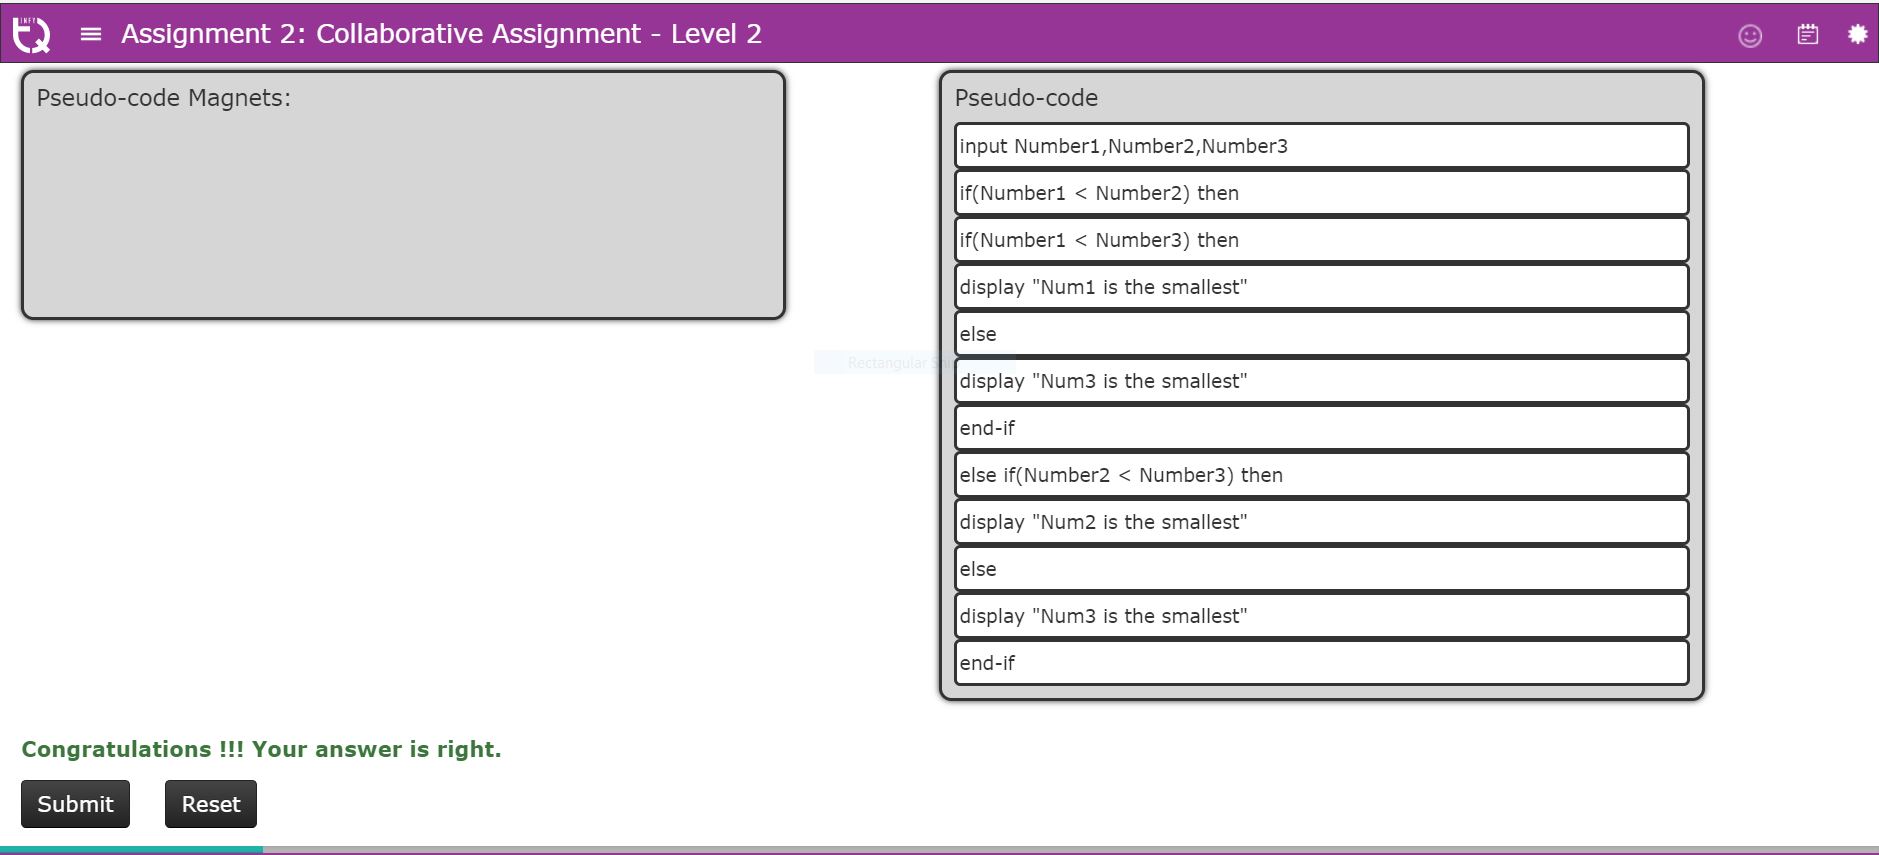 INFY
Assignment 2: Collaborative Assignment - Level 2
Pseudo-code Magnets:
Pseudo-code
input Number1,Number2,Number3
if(Number1 < Number2) then
if(Number1 < Number3) then
display "Num1 is the smallest"
else
Rectangular Snip
display "Num3 is the smallest"
end-if
else if(Number2 < Number3) then
display "Num2 is the smallest"
else
display "Num3 is the smallest"
end-if
Congratulations !!! Your answer is right.
Submit Reset